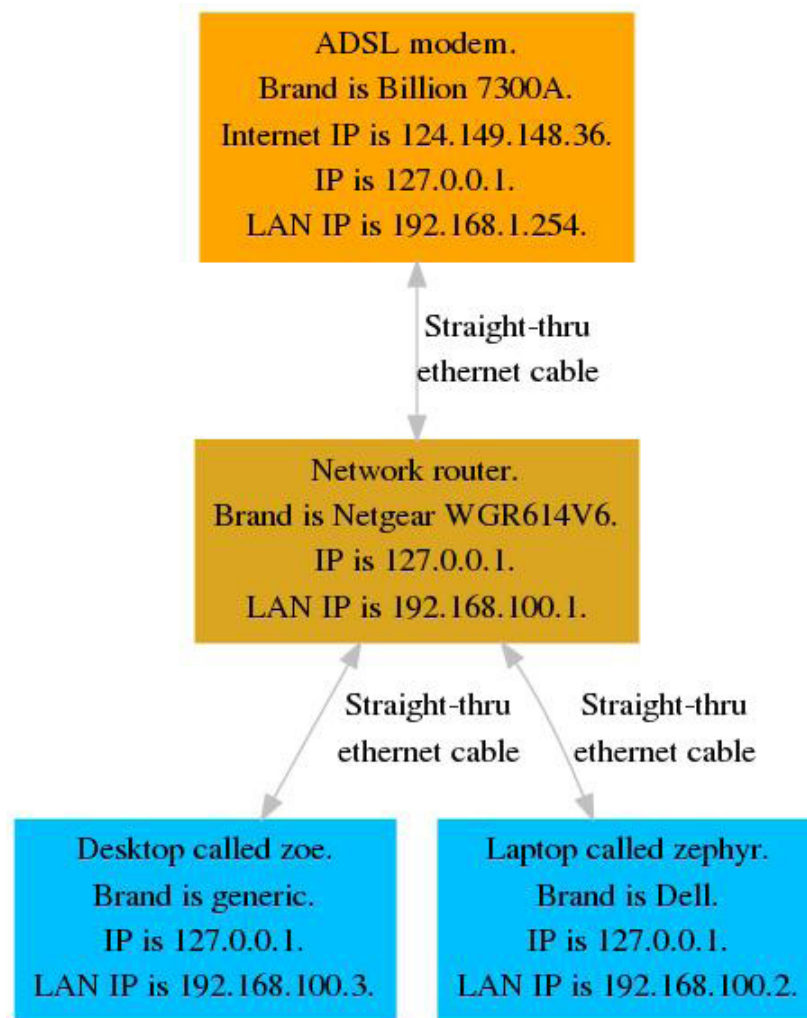 ADSL modem.
Brand is Billion 7300A.
Internet IP is 124.149.148.36.
IP is 127.0.0.1.
LAN IP is 192.168.1.254.
Straight-thru
ethernet cable
Network router.
Brand is Netgear WGR614V6.
IP is 127.0.0.1.
LAN IP is 192.168.100.1.
Straight-thru
ethernet cable
Straight-thru
ethernet cable
Desktop called zoe.
Brand is generic.
IP is 127.0.0.1.
LAN IP is 192.168.100.3.
Laptop called zephyr.
Brand is Dell.
IP is 127.0.0.1.
LAN IP is 192.168.100.2.